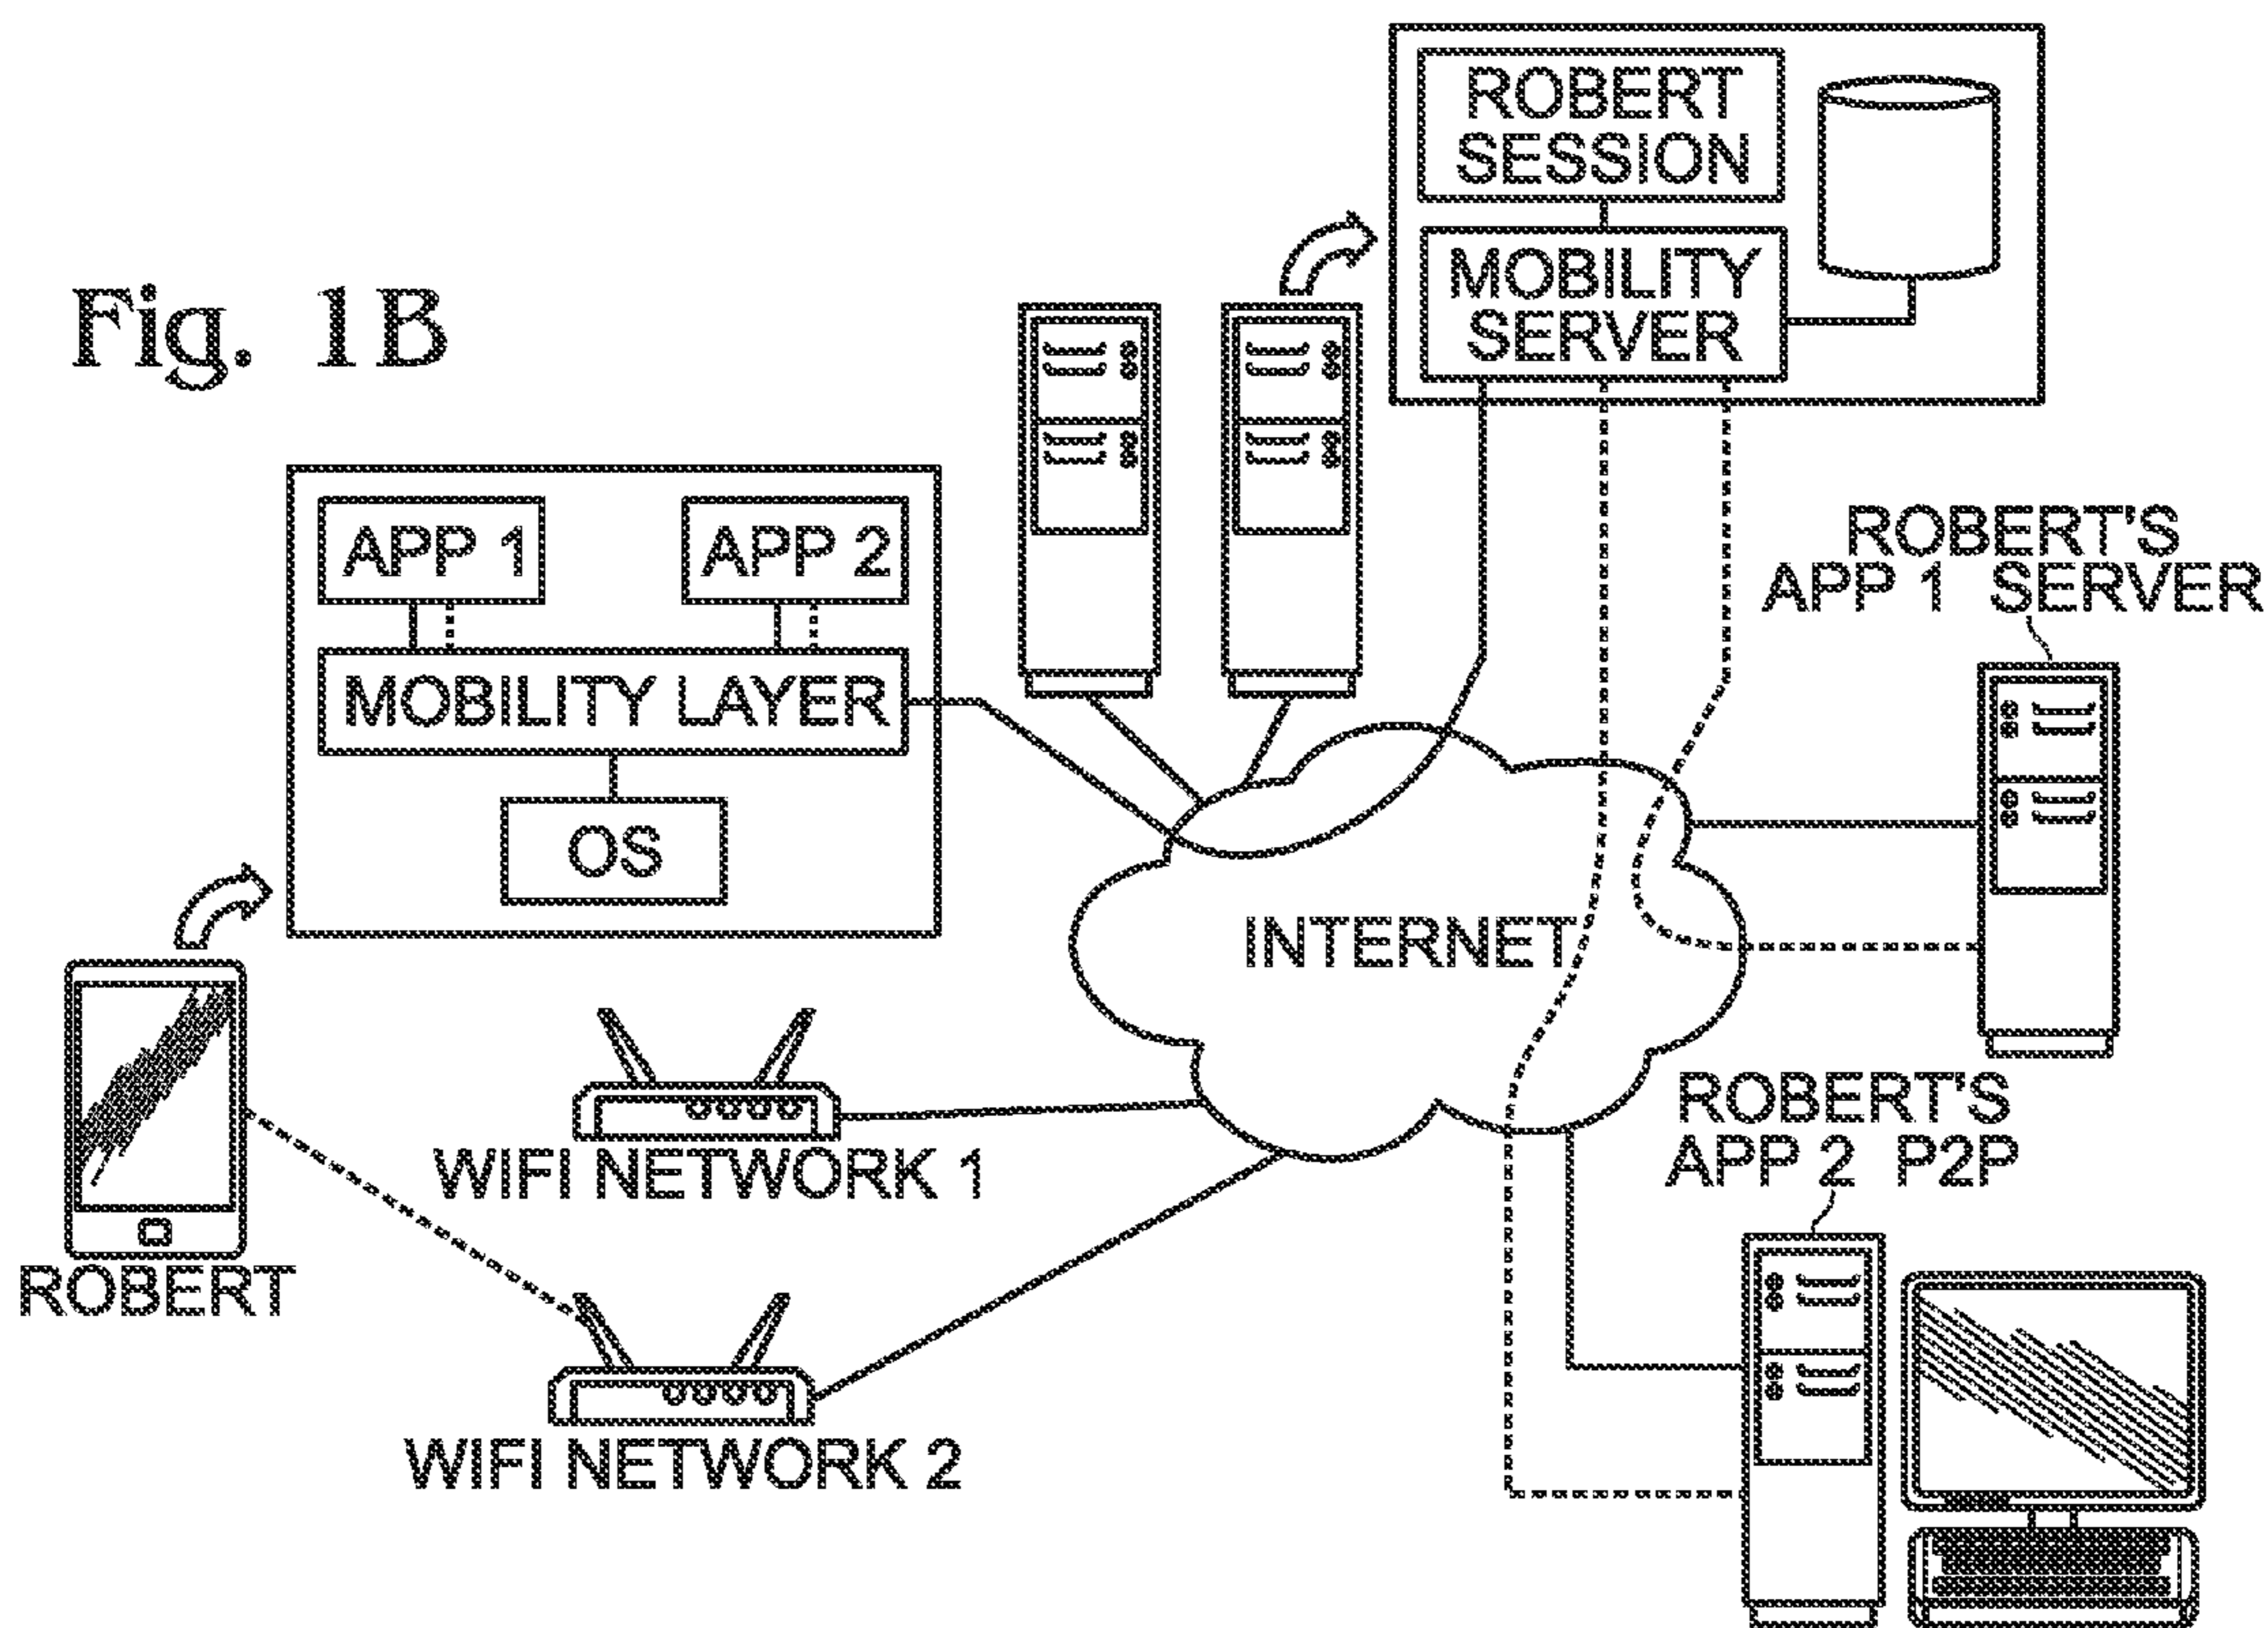 Fig. 1B
ROBERT
SESSION
MOBILITY
SERVER
APP 1
APP 2
MOBILITY LAYER
OS
ROBERT'S
APP 1 SERVER
INTERNET
ROBERT
WIFI NETWORK 1
WIFI NETWORK 2
ROBERT'S
APP 2 P2P